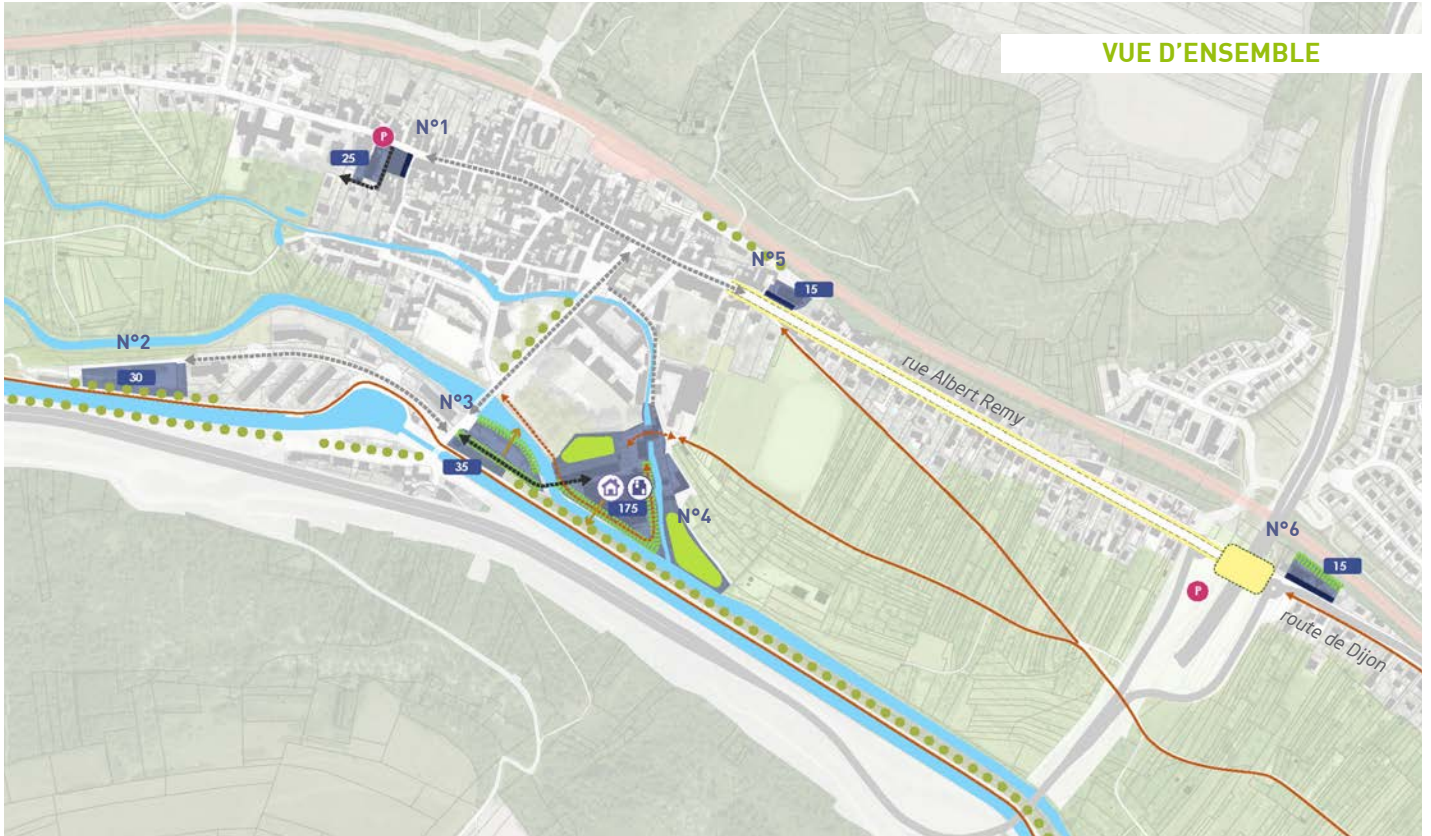 VUE D'ENSEMBLE
N°1
P
25
N°5
15
N°2
30
rue Albert Remy
N°3
35
175
N°4
N°6
15
P
route de Dijon